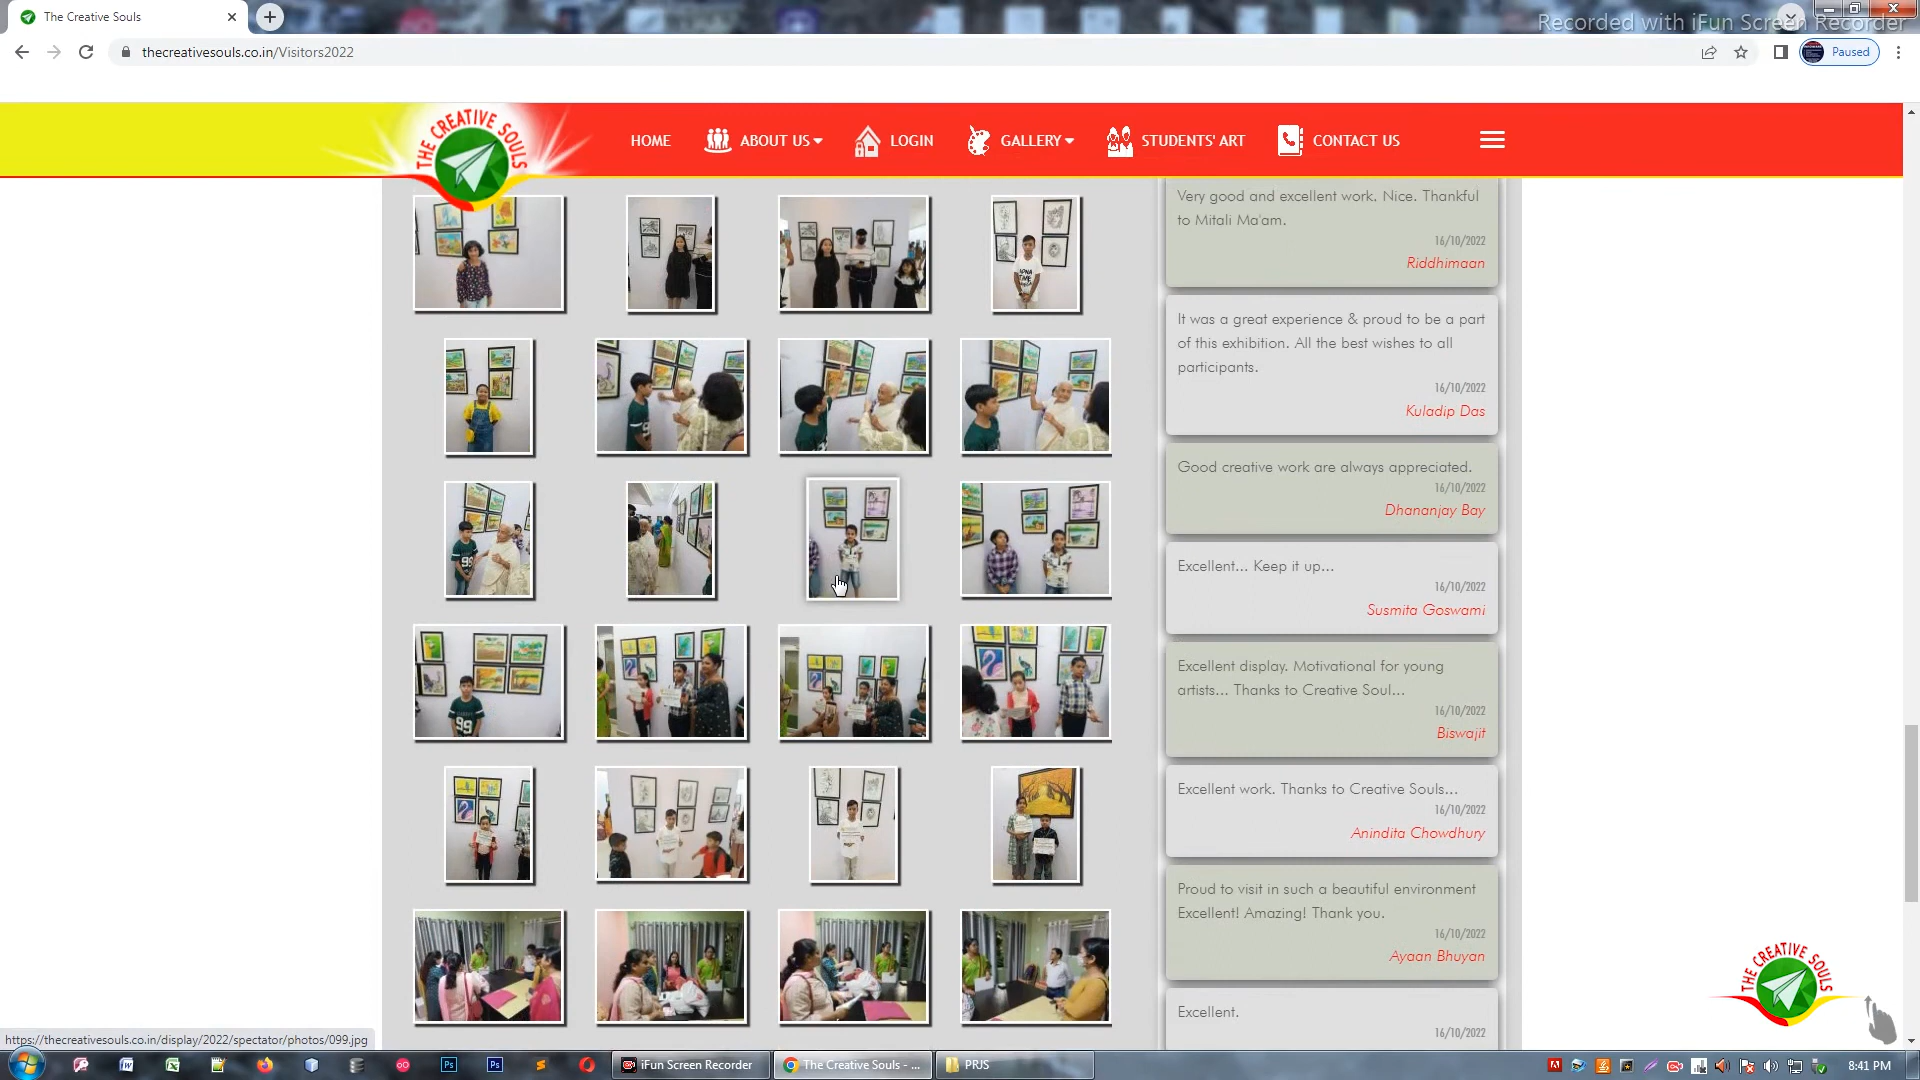 The Creative Souls
Recorded with iFun Screen Recorder
thecreativesouls.co.in/Visitors2022
Paused
THE CREATIVE SOULS
HOME
ABOUT US
LOGIN
GALLERY
STUDENTS' ART
CONTACT US
Very good and excellent work. Nice. Thankful
to Mitali Ma'am.
16/10/2022
Riddhimaan
It was a great experience & proud to be a part
of this exhibition. All the best wishes to all
participants.
16/10/2022
Kuladip Das
Good creative work are always appreciated.
16/10/2022
Dhananjay Bay
Excellent... Keep it up...
16/10/2022
Susmita Goswami
Excellent display. Motivational for young
artists... Thanks to Creative Soul...
16/10/2022
Biswajit
Excellent work. Thanks to Creative Souls...
16/10/2022
Anindita Chowdhury
Proud to visit in such a beautiful environment
Excellent! Amazing! Thank you.
16/10/2022
Ayaan Bhuyan
Excellent.
16/10/2022
THE CREATIVE SOULS
https://thecreativesouls.co.in/display/2022/spectator/photos/099.jpg
iFun Screen Recorder
The Creative Souls - ...
PRJS
8:41 PM